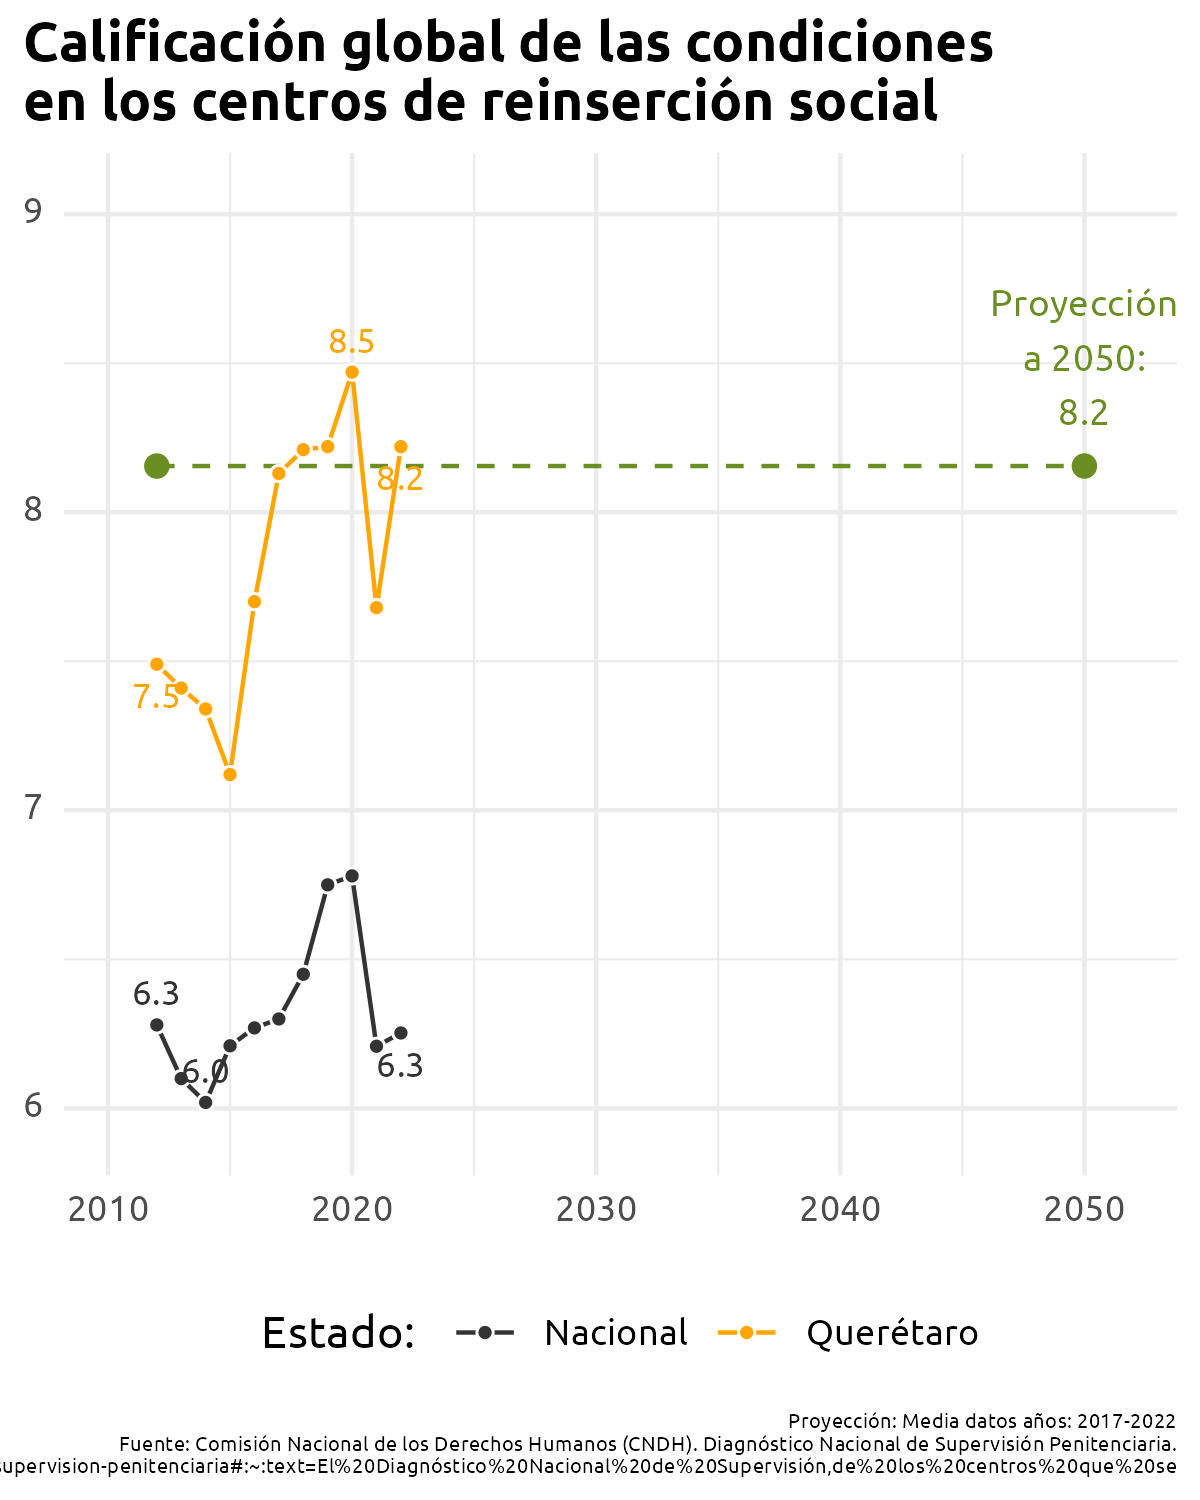 Calificación global de las condiciones
en los centros de reinserción social
9
Proyección
a 2050:
8.2
8.5
8.2
8
7.5
7
6.3
6.0
6.3
6
2010 2020 2030 2040 2050
Estado: Nacional Querétaro
Proyección: Media datos años: 2017-2022
Fuente: Comisión Nacional de los Derechos Humanos (CNDH). Diagnóstico Nacional de Supervisión Penitenciaria.
supervision-penitenciaria#:~:text=El%20Diagnóstico%20Nacional%20de%20Supervisión,de%20los%20centros%20que%20se